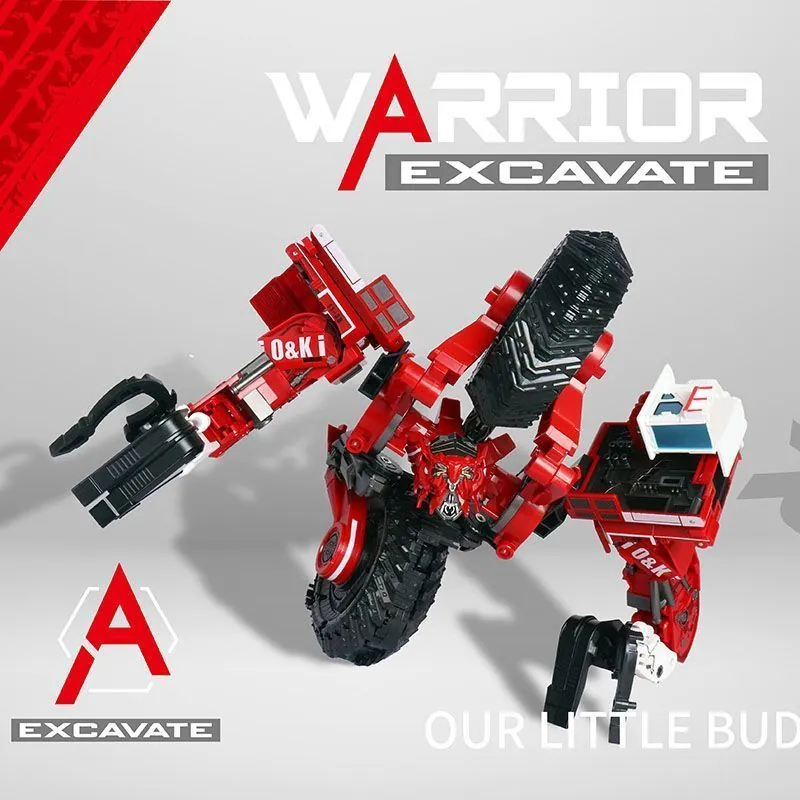 WARRIOR
EXCAVATE
i O&K i
E
i O&K i
A
EXCAVATE
OUR LITTLE BUD